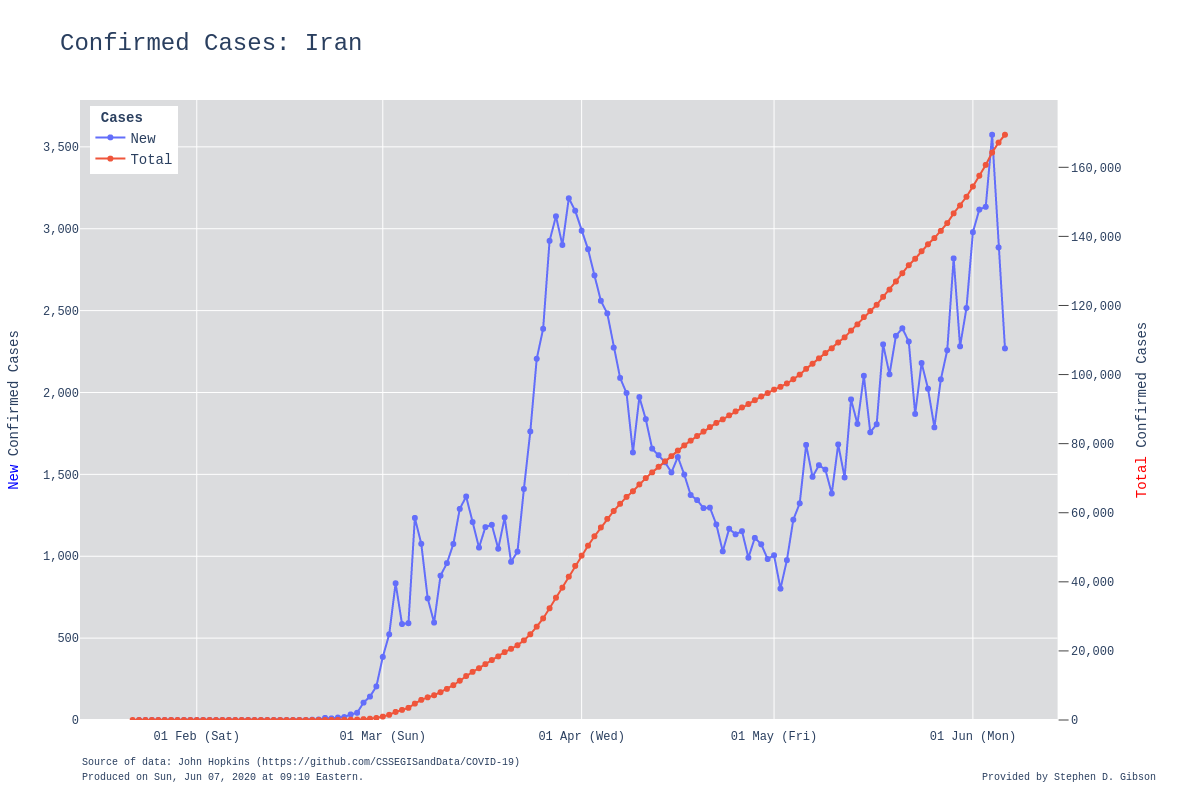 Confirmed Cases: Iran
Cases
New
Total
3,500
3,000
2,500
2,000
1,500
1,000
500
0
New Confirmed Cases
160,000
140,000
120,000
100,000
80,000
60,000
40,000
20,000
0
Total Confirmed Cases
01 Feb (Sat) 01 Mar (Sun) 01 Apr (Wed) 01 May (Fri) 01 Jun (Mon)
Source of data: John Hopkins (https://github.com/CSSEGISandData/COVID-19)
Produced on Sun, Jun 07, 2020 at 09:10 Eastern.
Provided by Stephen D. Gibson